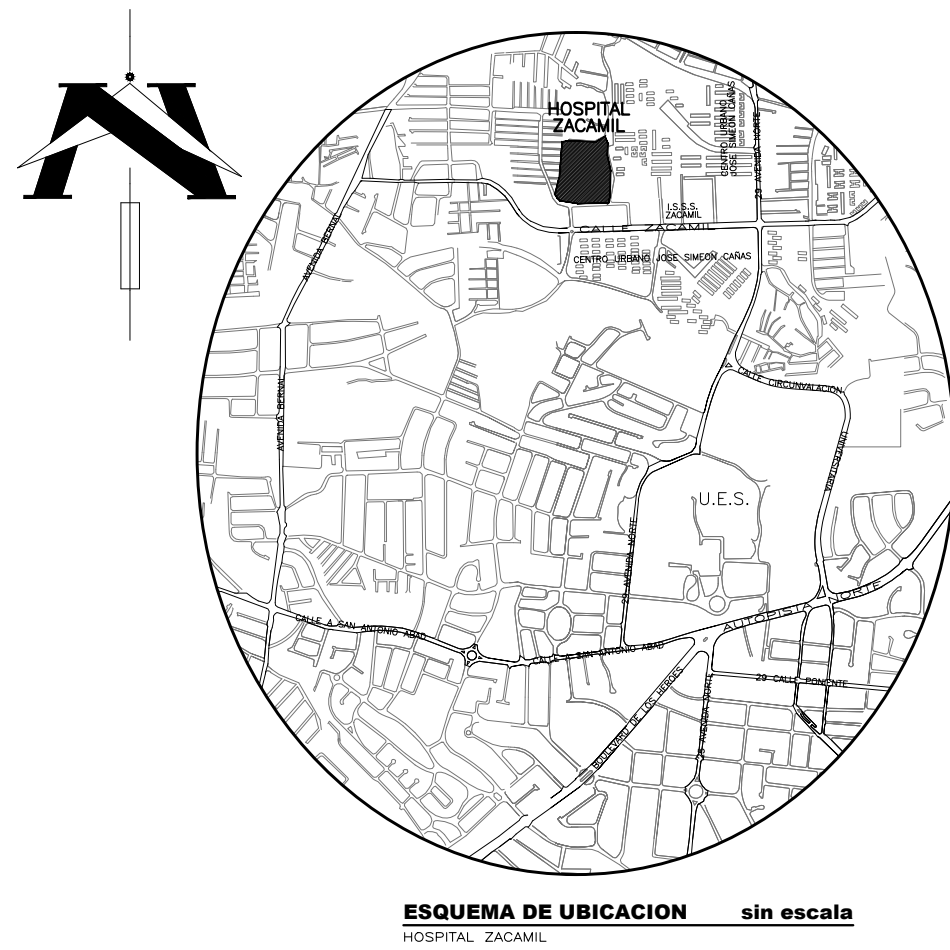 N
HOSPITAL
ZACAMIL
CENTRO URBANO
JOSE SIMEON CAÑAS
29 AVENIDA NORTE
I.S.S.S.
ZACAMIL
CALLE ZACAMIL
CENTRO URBANO JOSE SIMEON CAÑAS
AVENIDA BERNAL
AVENIDA BERNAL
CALLE CIRCUNVALACION
UNIVERSITARIA
U.E.S.
29 AVENIDA NORTE
AUTOPISTA NORTE
CALLE A SAN ANTONIO ABAD
CALLE A SAN ANTONIO ABAD
29 CALLE PONIENTE
BOULEVARD DE LOS HEROES
25 AVENIDA NORTE
ESQUEMA DE UBICACION sin escala
HOSPITAL ZACAMIL